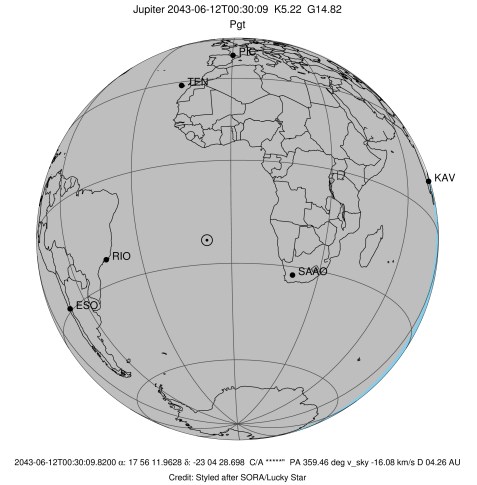 Jupiter 2043-06-12T00:30:09 K5.22 G14.82
Pgt
PIC
TEN
KAV
RIO
SAAO
ESO
2043-06-12T00:30:09.8200 α: 17 56 11.9628 δ: -23 04 28.698 C/A *****" PA 359.46 deg v_sky -16.08 km/s D 04.26 AU
Credit: Styled after SORA/Lucky Star